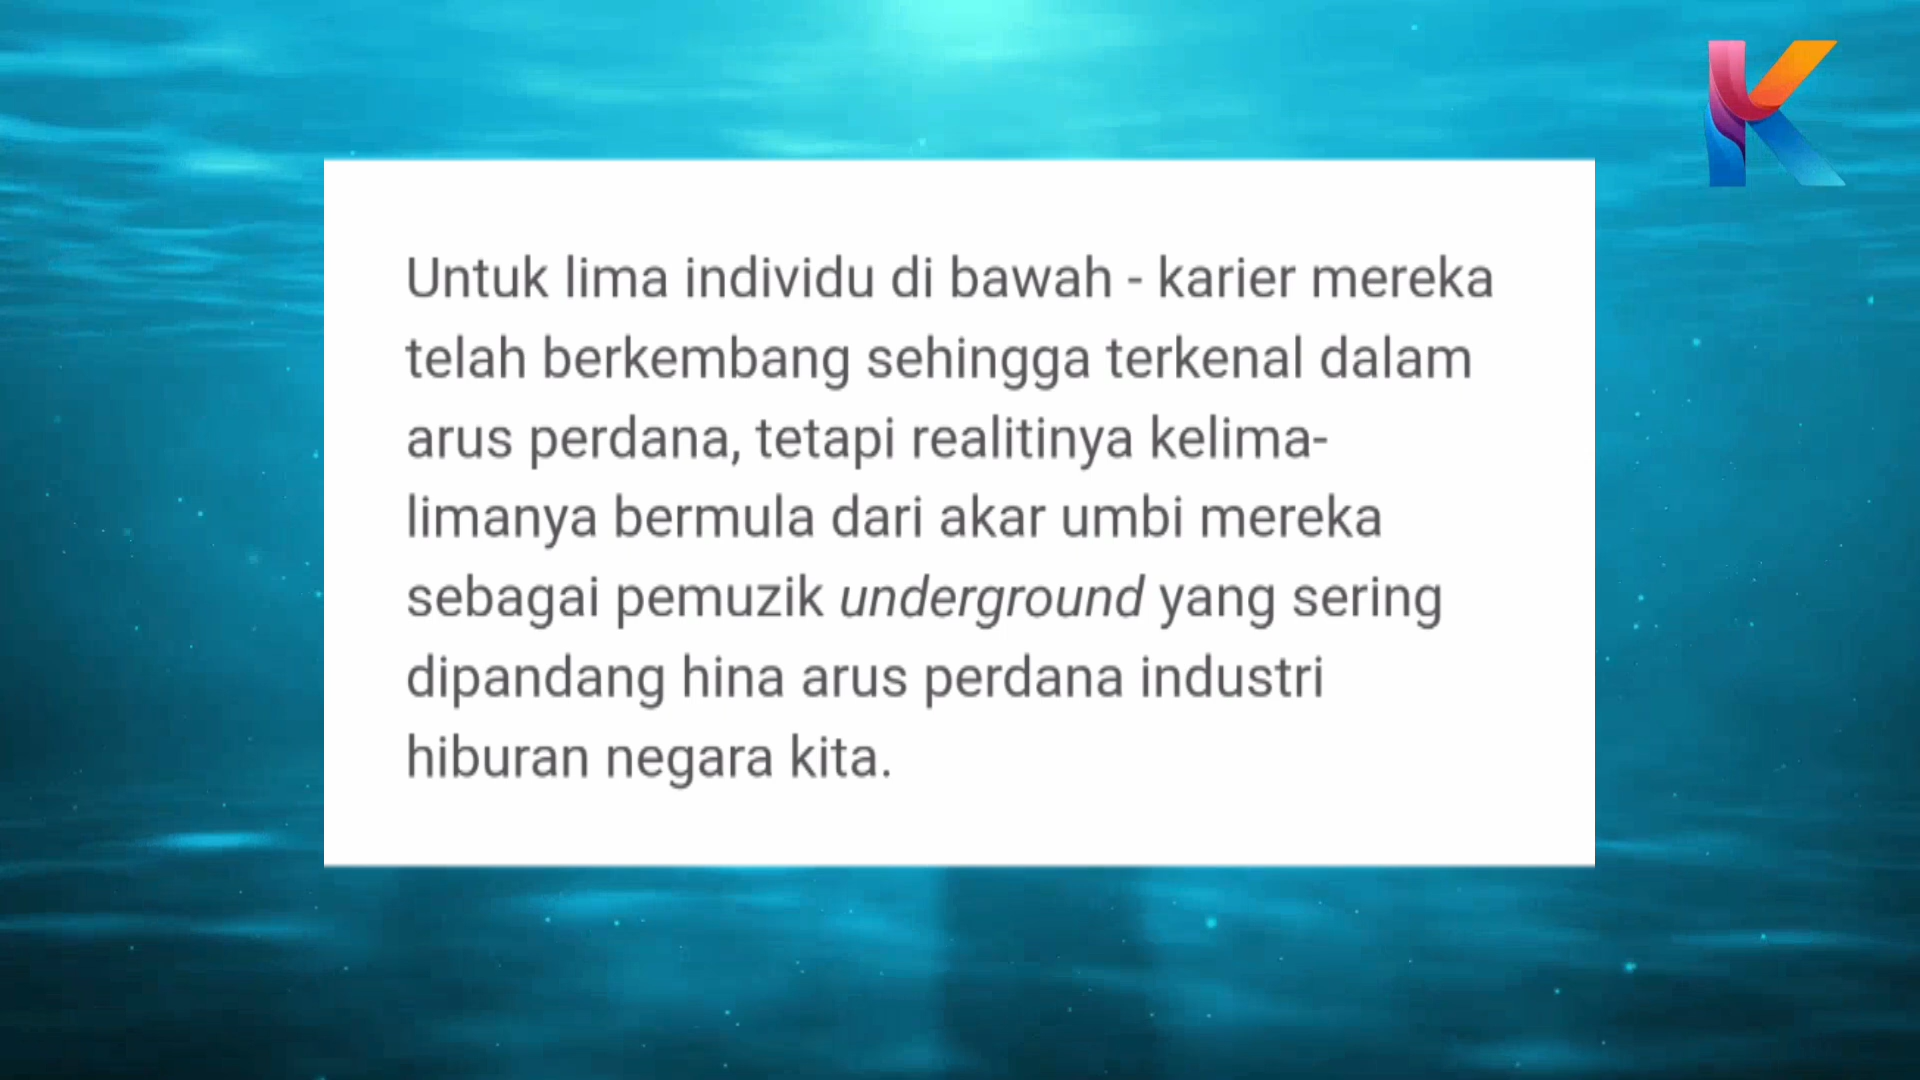 Untuk lima individu di bawah - karier mereka
telah berkembang sehingga terkenal dalam
arus perdana, tetapi realitinya kelima-
limanya bermula dari akar umbi mereka
sebagai pemuzik underground yang sering
dipandang hina arus perdana industri
hiburan negara kita.